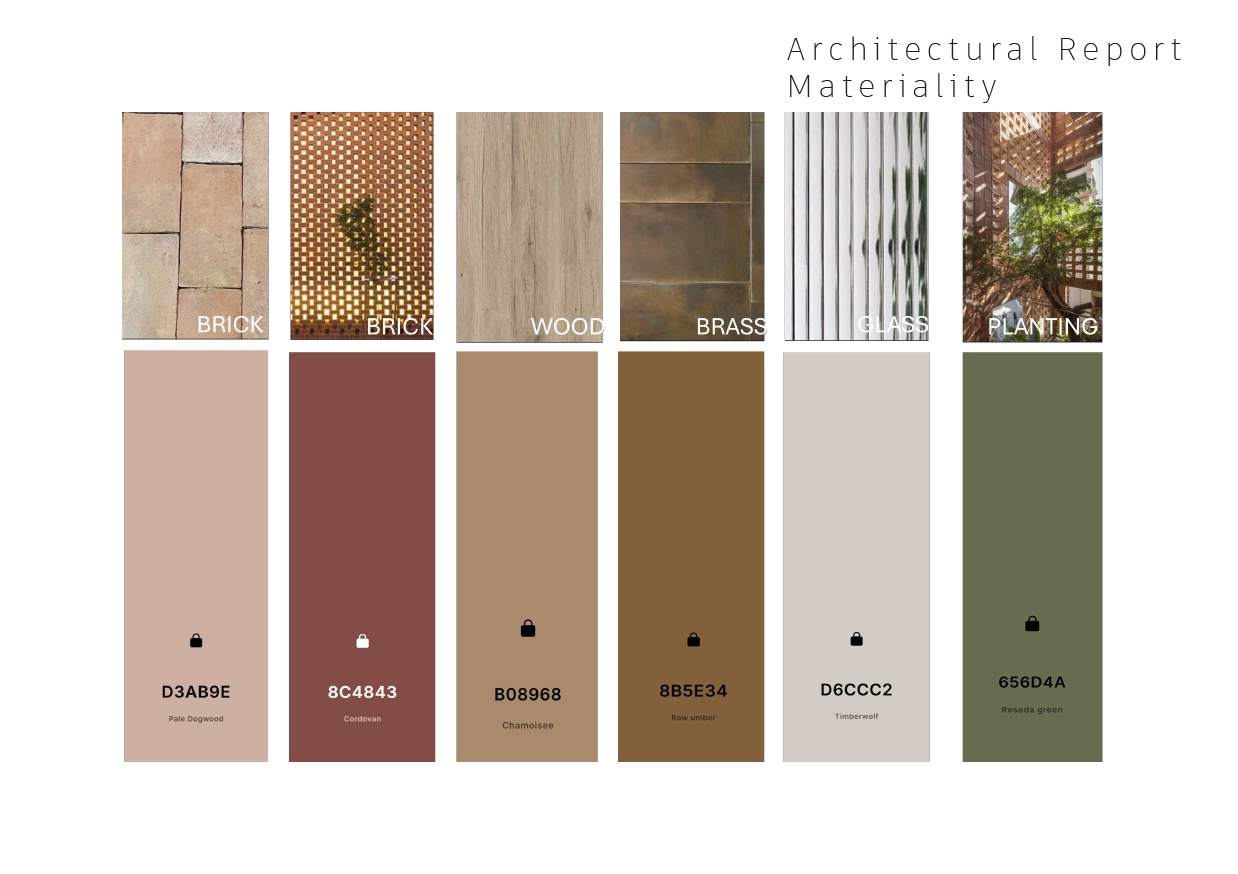 Architectural Report
Materiality
BRICK
BRICK
WOOD
BRASS
GLASS
PLANTING
D3AB9E
Pale Dogwood
8C4843
Cordovan
B08968
Chamoisee
8B5E34
Raw umber
D6CCC2
Timberwolf
656D4A
Reseda green